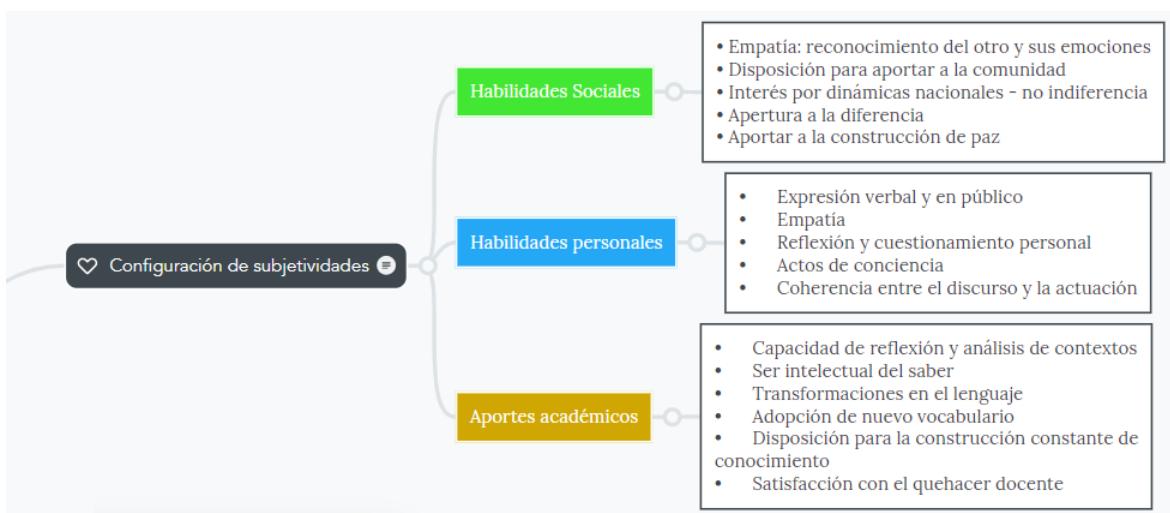 Configuración de subjetividades
Habilidades Sociales
• Empatía: reconocimiento del otro y sus emociones
• Disposición para aportar a la comunidad
• Interés por dinámicas nacionales - no indiferencia
• Apertura a la diferencia
• Aportar a la construcción de paz
Habilidades personales
• Expresión verbal y en público
• Empatía
• Reflexión y cuestionamiento personal
• Actos de conciencia
• Coherencia entre el discurso y la actuación
Aportes académicos
• Capacidad de reflexión y análisis de contextos
• Ser intelectual del saber
• Transformaciones en el lenguaje
• Adopción de nuevo vocabulario
• Disposición para la construcción constante de
conocimiento
• Satisfacción con el quehacer docente